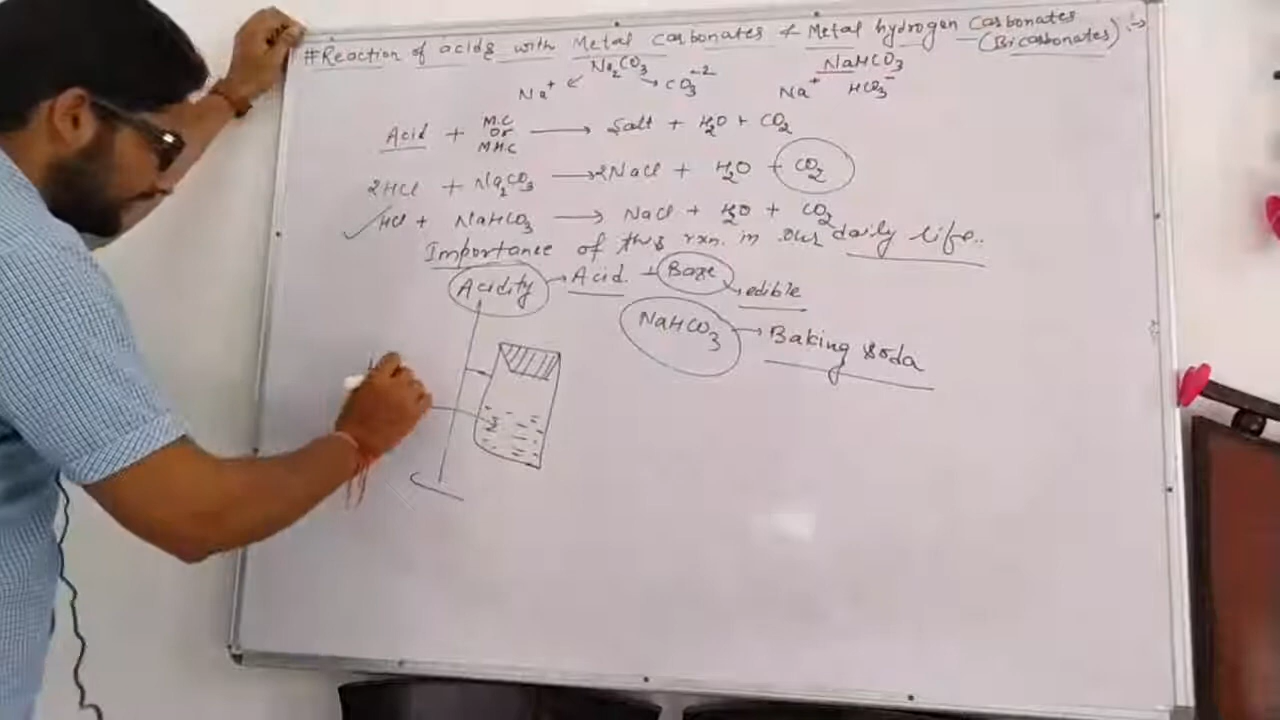 #Reaction of acids with Metal carbonates & Metal hydrogen Carbonates
(Bicarbonates) :→
Na₂CO₃ NaHCO₃
Na⁺ ← → CO₃⁻² Na⁺ HCO₃⁻
Acid + M.C Or M.H.C → Salt + H₂O + CO₂
2HCl + Na₂CO₃ → 2NaCl + H₂O + CO₂
✓ HCl + NaHCO₃ → NaCl + H₂O + CO₂
Importance of this rxn. in our daily life..
Acidity → Acid + Base → edible
NaHCO₃ → Baking soda